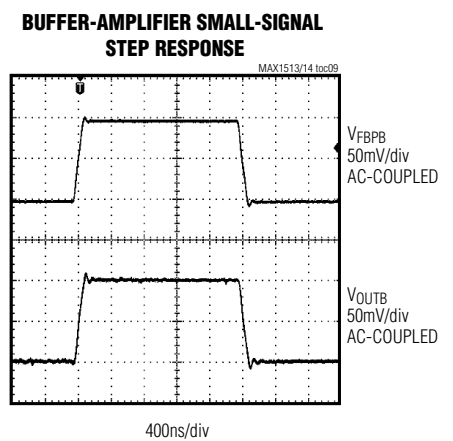 BUFFER-AMPLIFIER SMALL-SIGNAL
STEP RESPONSE
MAX1513/14 toc09
T
VFBPB
50mV/div
AC-COUPLED
VOUTB
50mV/div
AC-COUPLED
400ns/div